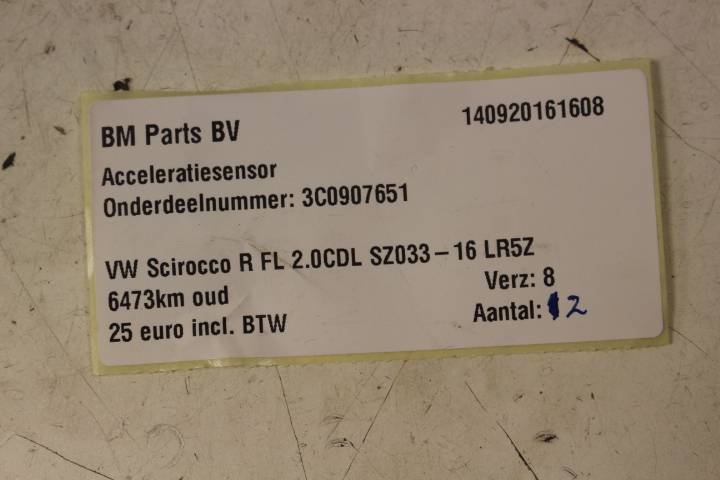 BM Parts BV
140920161608
Acceleratiesensor
Onderdeelnummer: 3C0907651
VW Scirocco R FL 2.0CDL SZ033-16 LR5Z
6473km oud
Verz: 8
25 euro incl. BTW
Aantal: 2